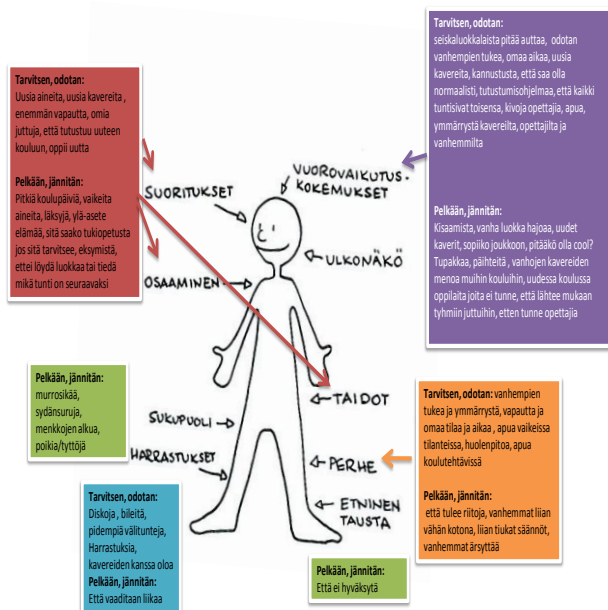 Tarvitsen, odotan:
Uusia aineita, uusia kavereita ,
enemmän vapautta, omia
juttuja, että tutustuu uuteen
kouluun, oppii uutta
Pelkään, jännitän:
Pitkiä koulupäiviä, vaikeita
aineita, läksyjä, ylä-asete
elämää, sitä saako tukiopetusta
jos sitä tarvitsee, eksymistä,
ettei löydä luokkaa tai tiedä
mikä tunti on seuraavaksi
Tarvitsen, odotan:
seiskaluokkalaista pitää auttaa, odotan
vanhempien tukea, omaa aikaa, uusia
kavereita, kannustusta, että saa olla
normaalisti, tutustumisohjelmaa, että kaikki
tuntisivat toisensa, kivoja opettajia, apua,
ymmärrystä kavereilta, opettajilta ja
vanhemmilta
Pelkään, jännitän:
Kisaamista, vanha luokka hajoaa, uudet
kaverit, sopiiko joukkoon, pitääkö olla cool?
Tupakkaa, päihteitä , vanhojen kavereiden
menoa muihin kouluihin, uudessa koulussa
oppilaita joita ei tunne, että lähtee mukaan
tyhmiin juttuihin, etten tunne opettajia
VUOROVAIKUTUS-
KOKEMUKSET
SUORITUKSET
ULKONÄKÖ
OSAAMINEN
TAIDOT
SUKUPUOLI
HARRASTUKSET
PERHE
ETNINEN
TAUSTA
Pelkään, jännitän:
murrosikää,
sydänsuruja,
menkkojen alkua,
poikia/tyttöjä
Tarvitsen, odotan: vanhempien
tukea ja ymmärrystä, vapautta ja
omaa tilaa ja aikaa , apua vaikeissa
tilanteissa, huolenpitoa, apua
koulutehtävissä
Pelkään, jännitän:
että tulee riitoja, vanhemmat liian
vähän kotona, liian tiukat säännöt,
vanhemmat ärsyttää
Tarvitsen, odotan:
Diskoja , bileitä,
pidempiä välitunteja,
Harrastuksia,
kavereiden kanssa oloa
Pelkään, jännitän:
Että vaaditaan liikaa
Pelkään, jännitän:
Että ei hyväksytä